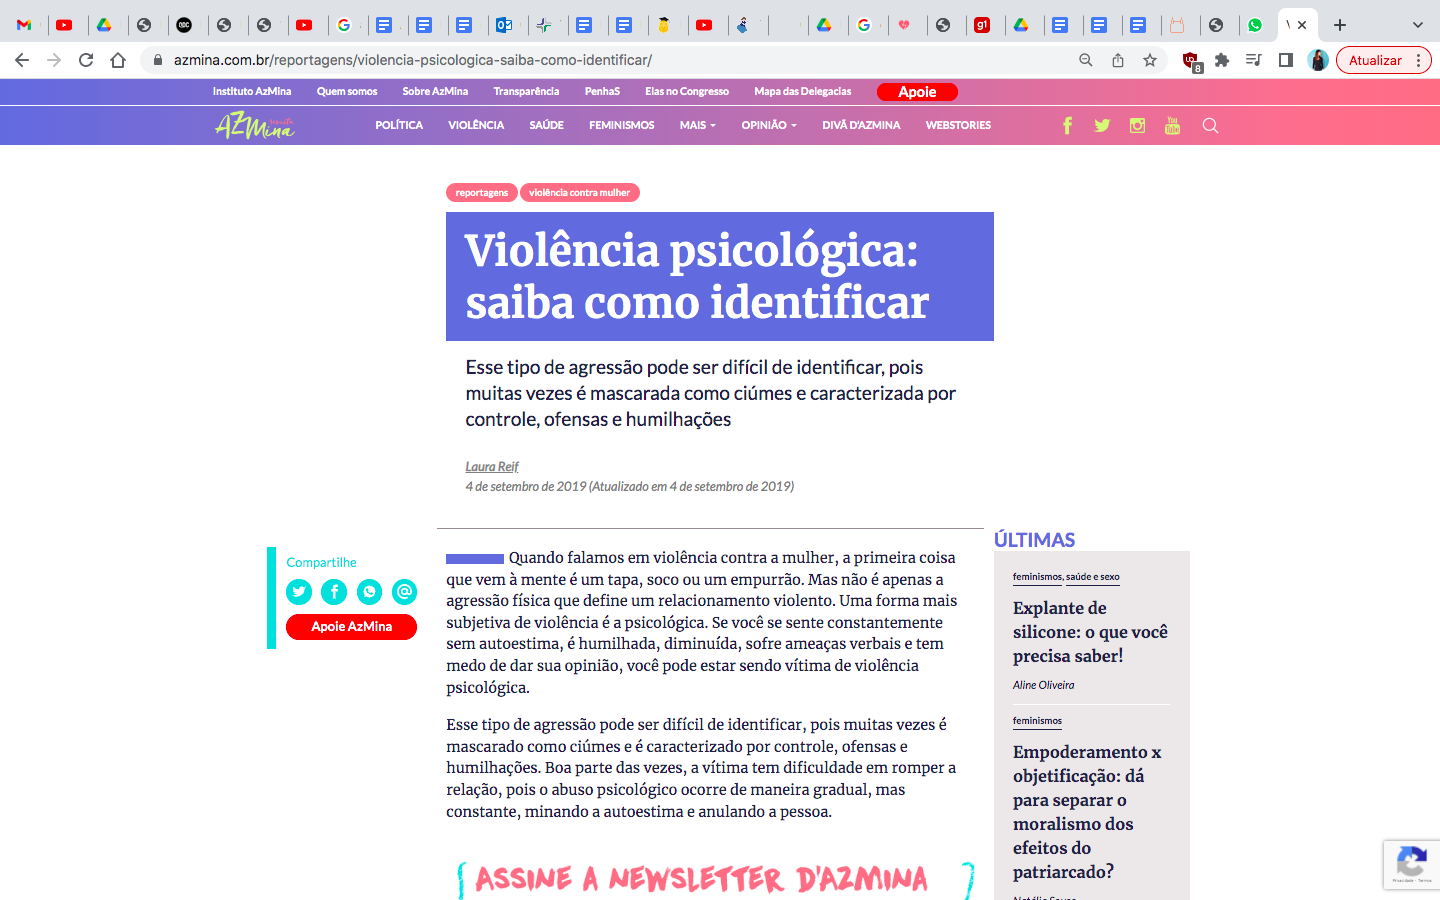 azmina.com.br/reportagens/violencia-psicologica-saiba-como-identificar/
8
Atualizar
Instituto AzMina Quem somos Sobre AzMina Transparência PenhaS Elas no Congresso Mapa das Delegacias Apoie
revista
AZMina
POLÍTICA VIOLÊNCIA SAÚDE FEMINISMOS MAIS OPINIÃO DIVÃ D'AZMINA WEBSTORIES
reportagens violência contra mulher
Violência psicológica:
saiba como identificar
Esse tipo de agressão pode ser difícil de identificar, pois
muitas vezes é mascarada como ciúmes e caracterizada por
controle, ofensas e humilhações
Laura Reif
4 de setembro de 2019 (Atualizado em 4 de setembro de 2019)
Compartilhe
Apoie AzMina
Quando falamos em violência contra a mulher, a primeira coisa
que vem à mente é um tapa, soco ou um empurrão. Mas não é apenas a
agressão física que define um relacionamento violento. Uma forma mais
subjetiva de violência é a psicológica. Se você se sente constantemente
sem autoestima, é humilhada, diminuída, sofre ameaças verbais e tem
medo de dar sua opinião, você pode estar sendo vítima de violência
psicológica.
Esse tipo de agressão pode ser difícil de identificar, pois muitas vezes é
mascarado como ciúmes e é caracterizado por controle, ofensas e
humilhações. Boa parte das vezes, a vítima tem dificuldade em romper a
relação, pois o abuso psicológico ocorre de maneira gradual, mas
constante, minando a autoestima e anulando a pessoa.
ASSINE A NEWSLETTER D'AZMINA
ÚLTIMAS
feminismos, saúde e sexo
Explante de
silicone: o que você
precisa saber!
Aline Oliveira
feminismos
Empoderamento x
objetificação: dá
para separar o
moralismo dos
efeitos do
patriarcado?
Privacidade - Termos